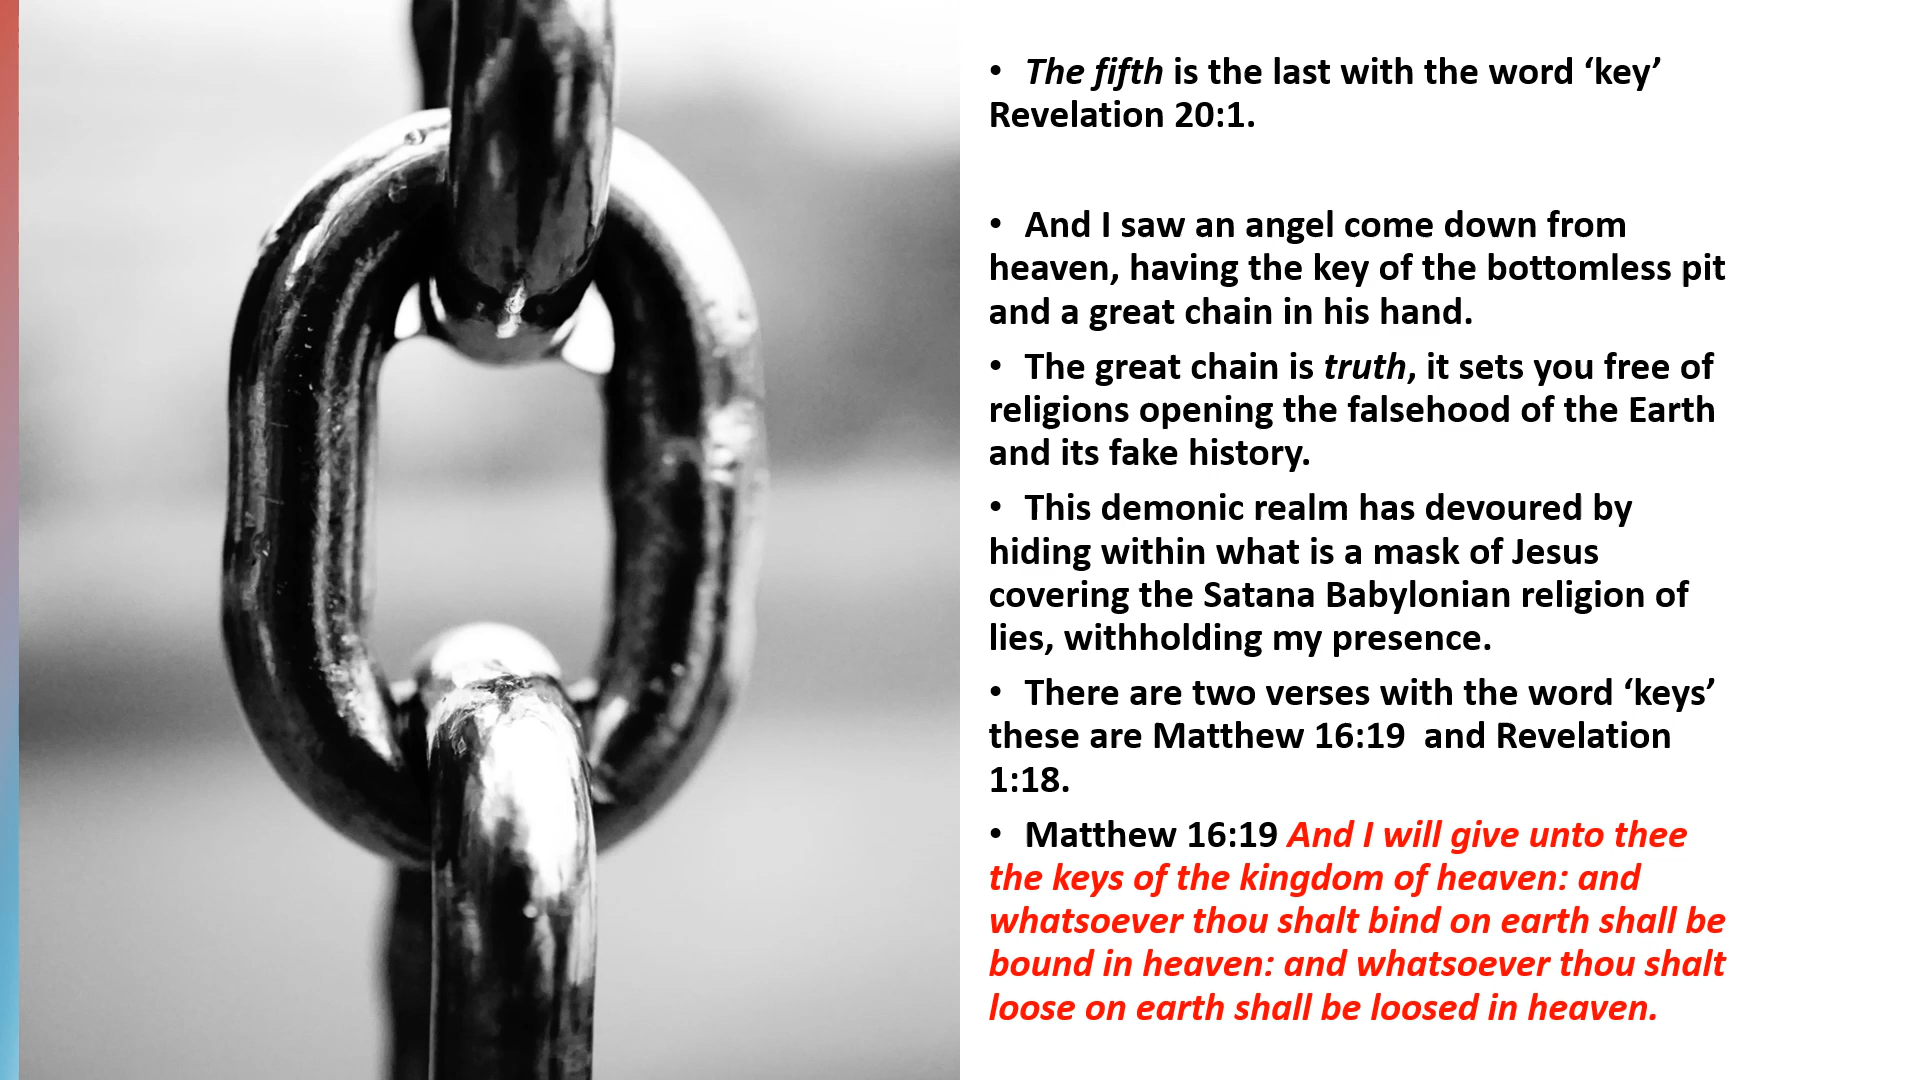 • The fifth is the last with the word ‘key’
Revelation 20:1.
• And I saw an angel come down from
heaven, having the key of the bottomless pit
and a great chain in his hand.
• The great chain is truth, it sets you free of
religions opening the falsehood of the Earth
and its fake history.
• This demonic realm has devoured by
hiding within what is a mask of Jesus
covering the Satana Babylonian religion of
lies, withholding my presence.
• There are two verses with the word ‘keys’
these are Matthew 16:19  and Revelation
1:18.
• Matthew 16:19 And I will give unto thee
the keys of the kingdom of heaven: and
whatsoever thou shalt bind on earth shall be
bound in heaven: and whatsoever thou shalt
loose on earth shall be loosed in heaven.